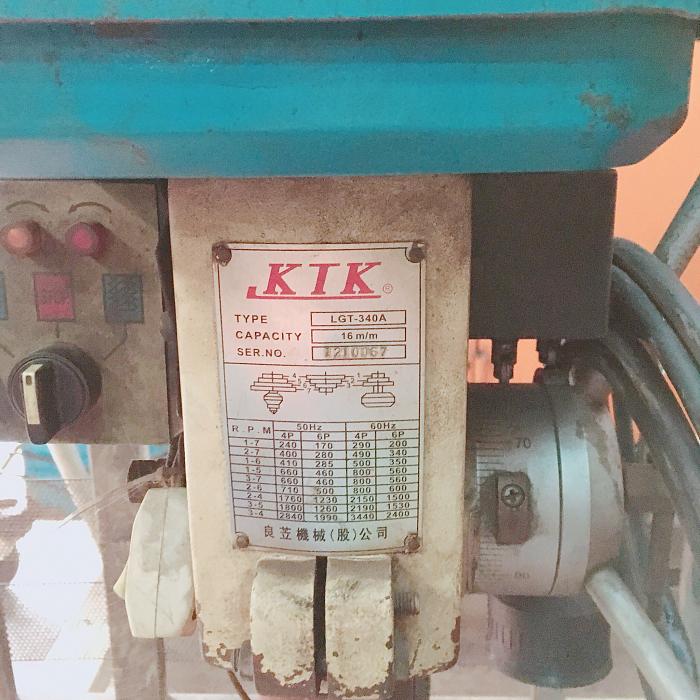 KTK ®
TYPE LGT-340A
CAPACITY 16 m/m
SER.NO.
R.P.M 50Hz 60Hz
4P 6P 4P 6P
1-7 240 170 290 200
2-7 400 280 490 340
1-6 410 285 500 350
1-5 660 460 800 560
3-7 660 460 800 560
2-6 710 500 800 600
2-4 1760 1230 2150 1500
3-5 1800 1260 2190 1530
3-4 2840 1990 3440 2400
良苙機械(股)公司
70